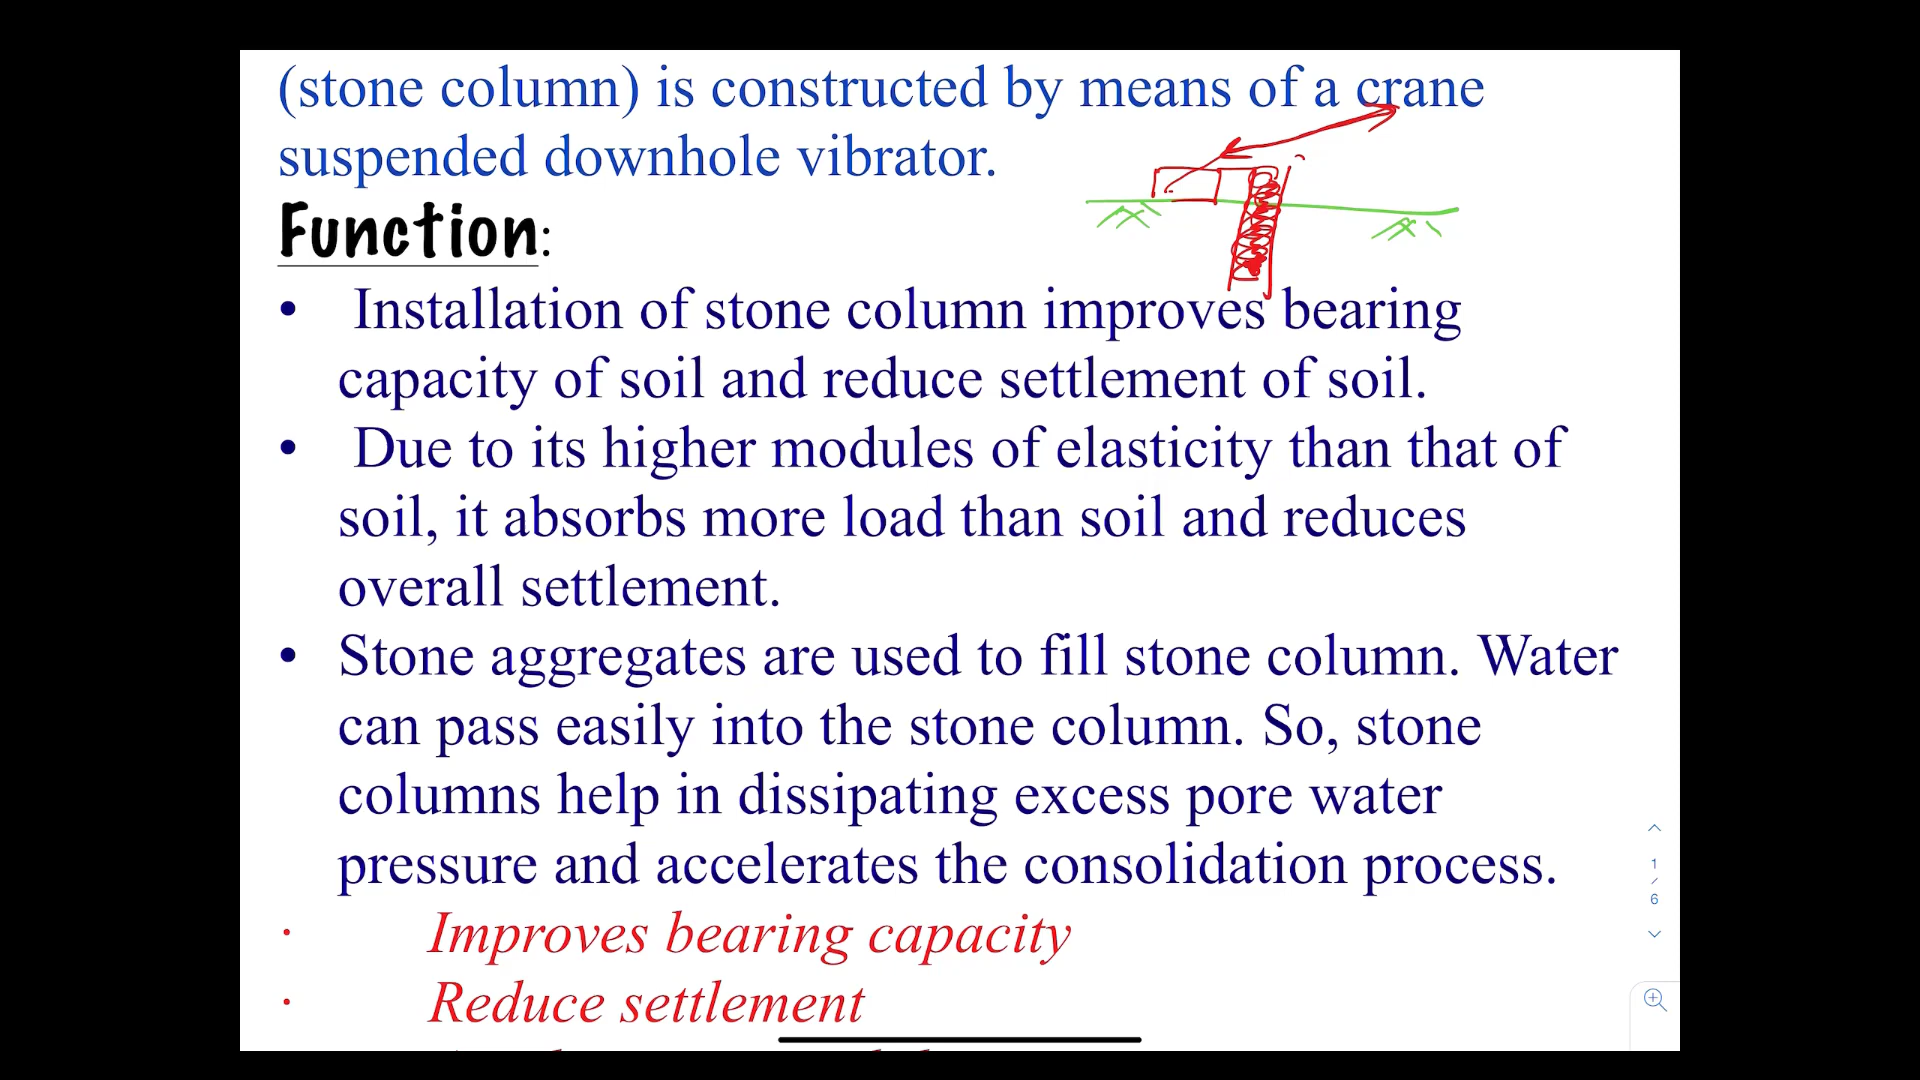 (stone column) is constructed by means of a crane
suspended downhole vibrator.
Function:
• Installation of stone column improves bearing
capacity of soil and reduce settlement of soil.
• Due to its higher modules of elasticity than that of
soil, it absorbs more load than soil and reduces
overall settlement.
• Stone aggregates are used to fill stone column. Water
can pass easily into the stone column. So, stone
columns help in dissipating excess pore water
pressure and accelerates the consolidation process.
· Improves bearing capacity
· Reduce settlement
1
/
6